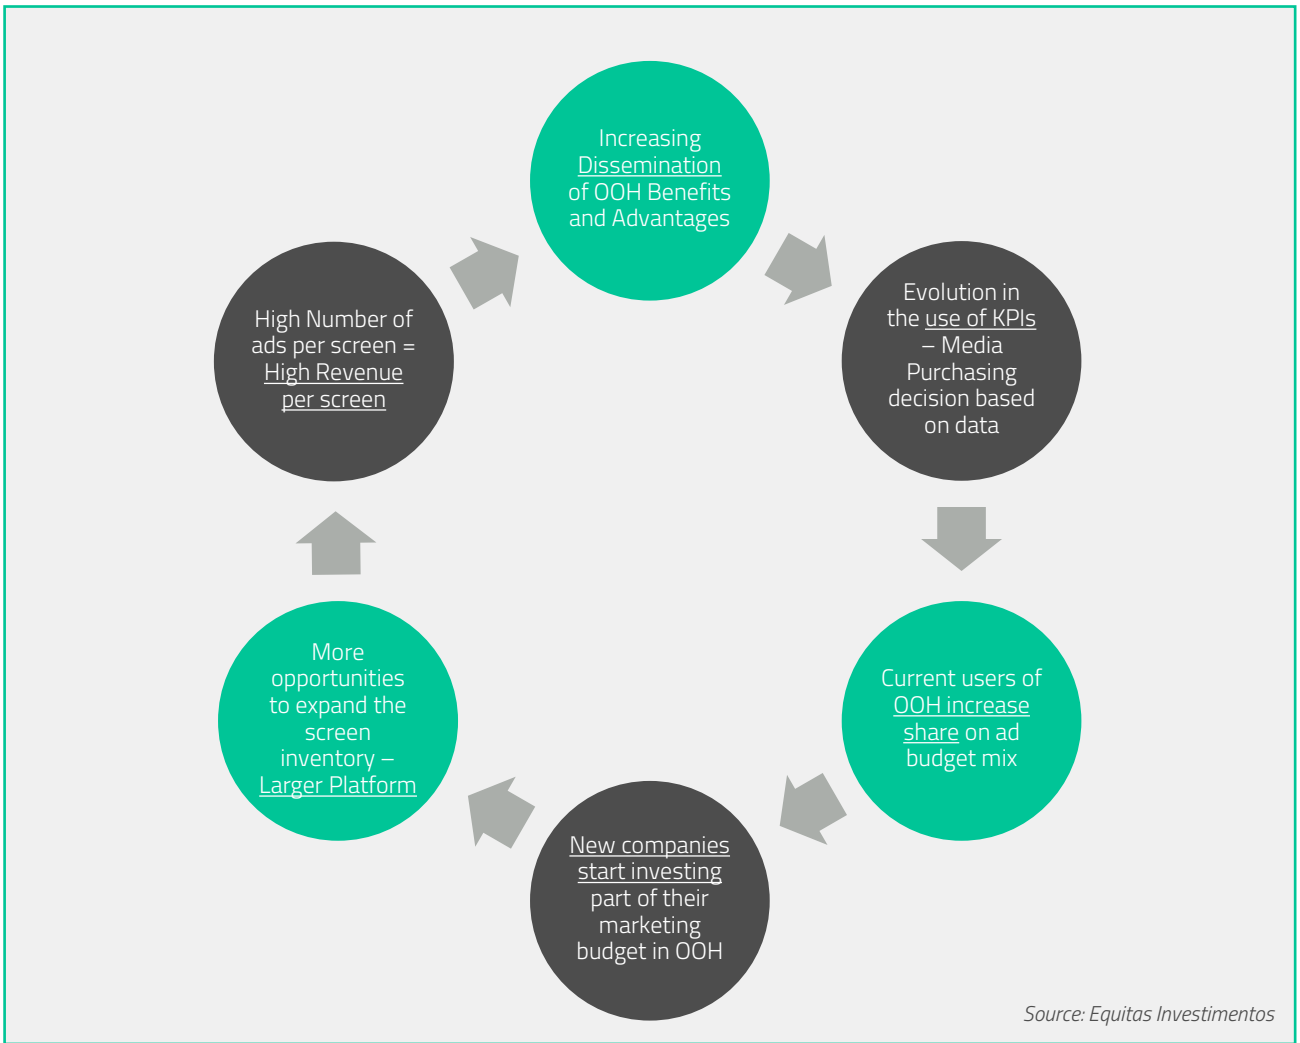 Increasing
Dissemination
of OOH Benefits
and Advantages
Evolution in
the use of KPIs
– Media
Purchasing
decision based
on data
Current users of
OOH increase
share on ad
budget mix
New companies
start investing
part of their
marketing
budget in OOH
More
opportunities
to expand the
screen
inventory –
Larger Platform
High Number of
ads per screen =
High Revenue
per screen
Source: Equitas Investimentos